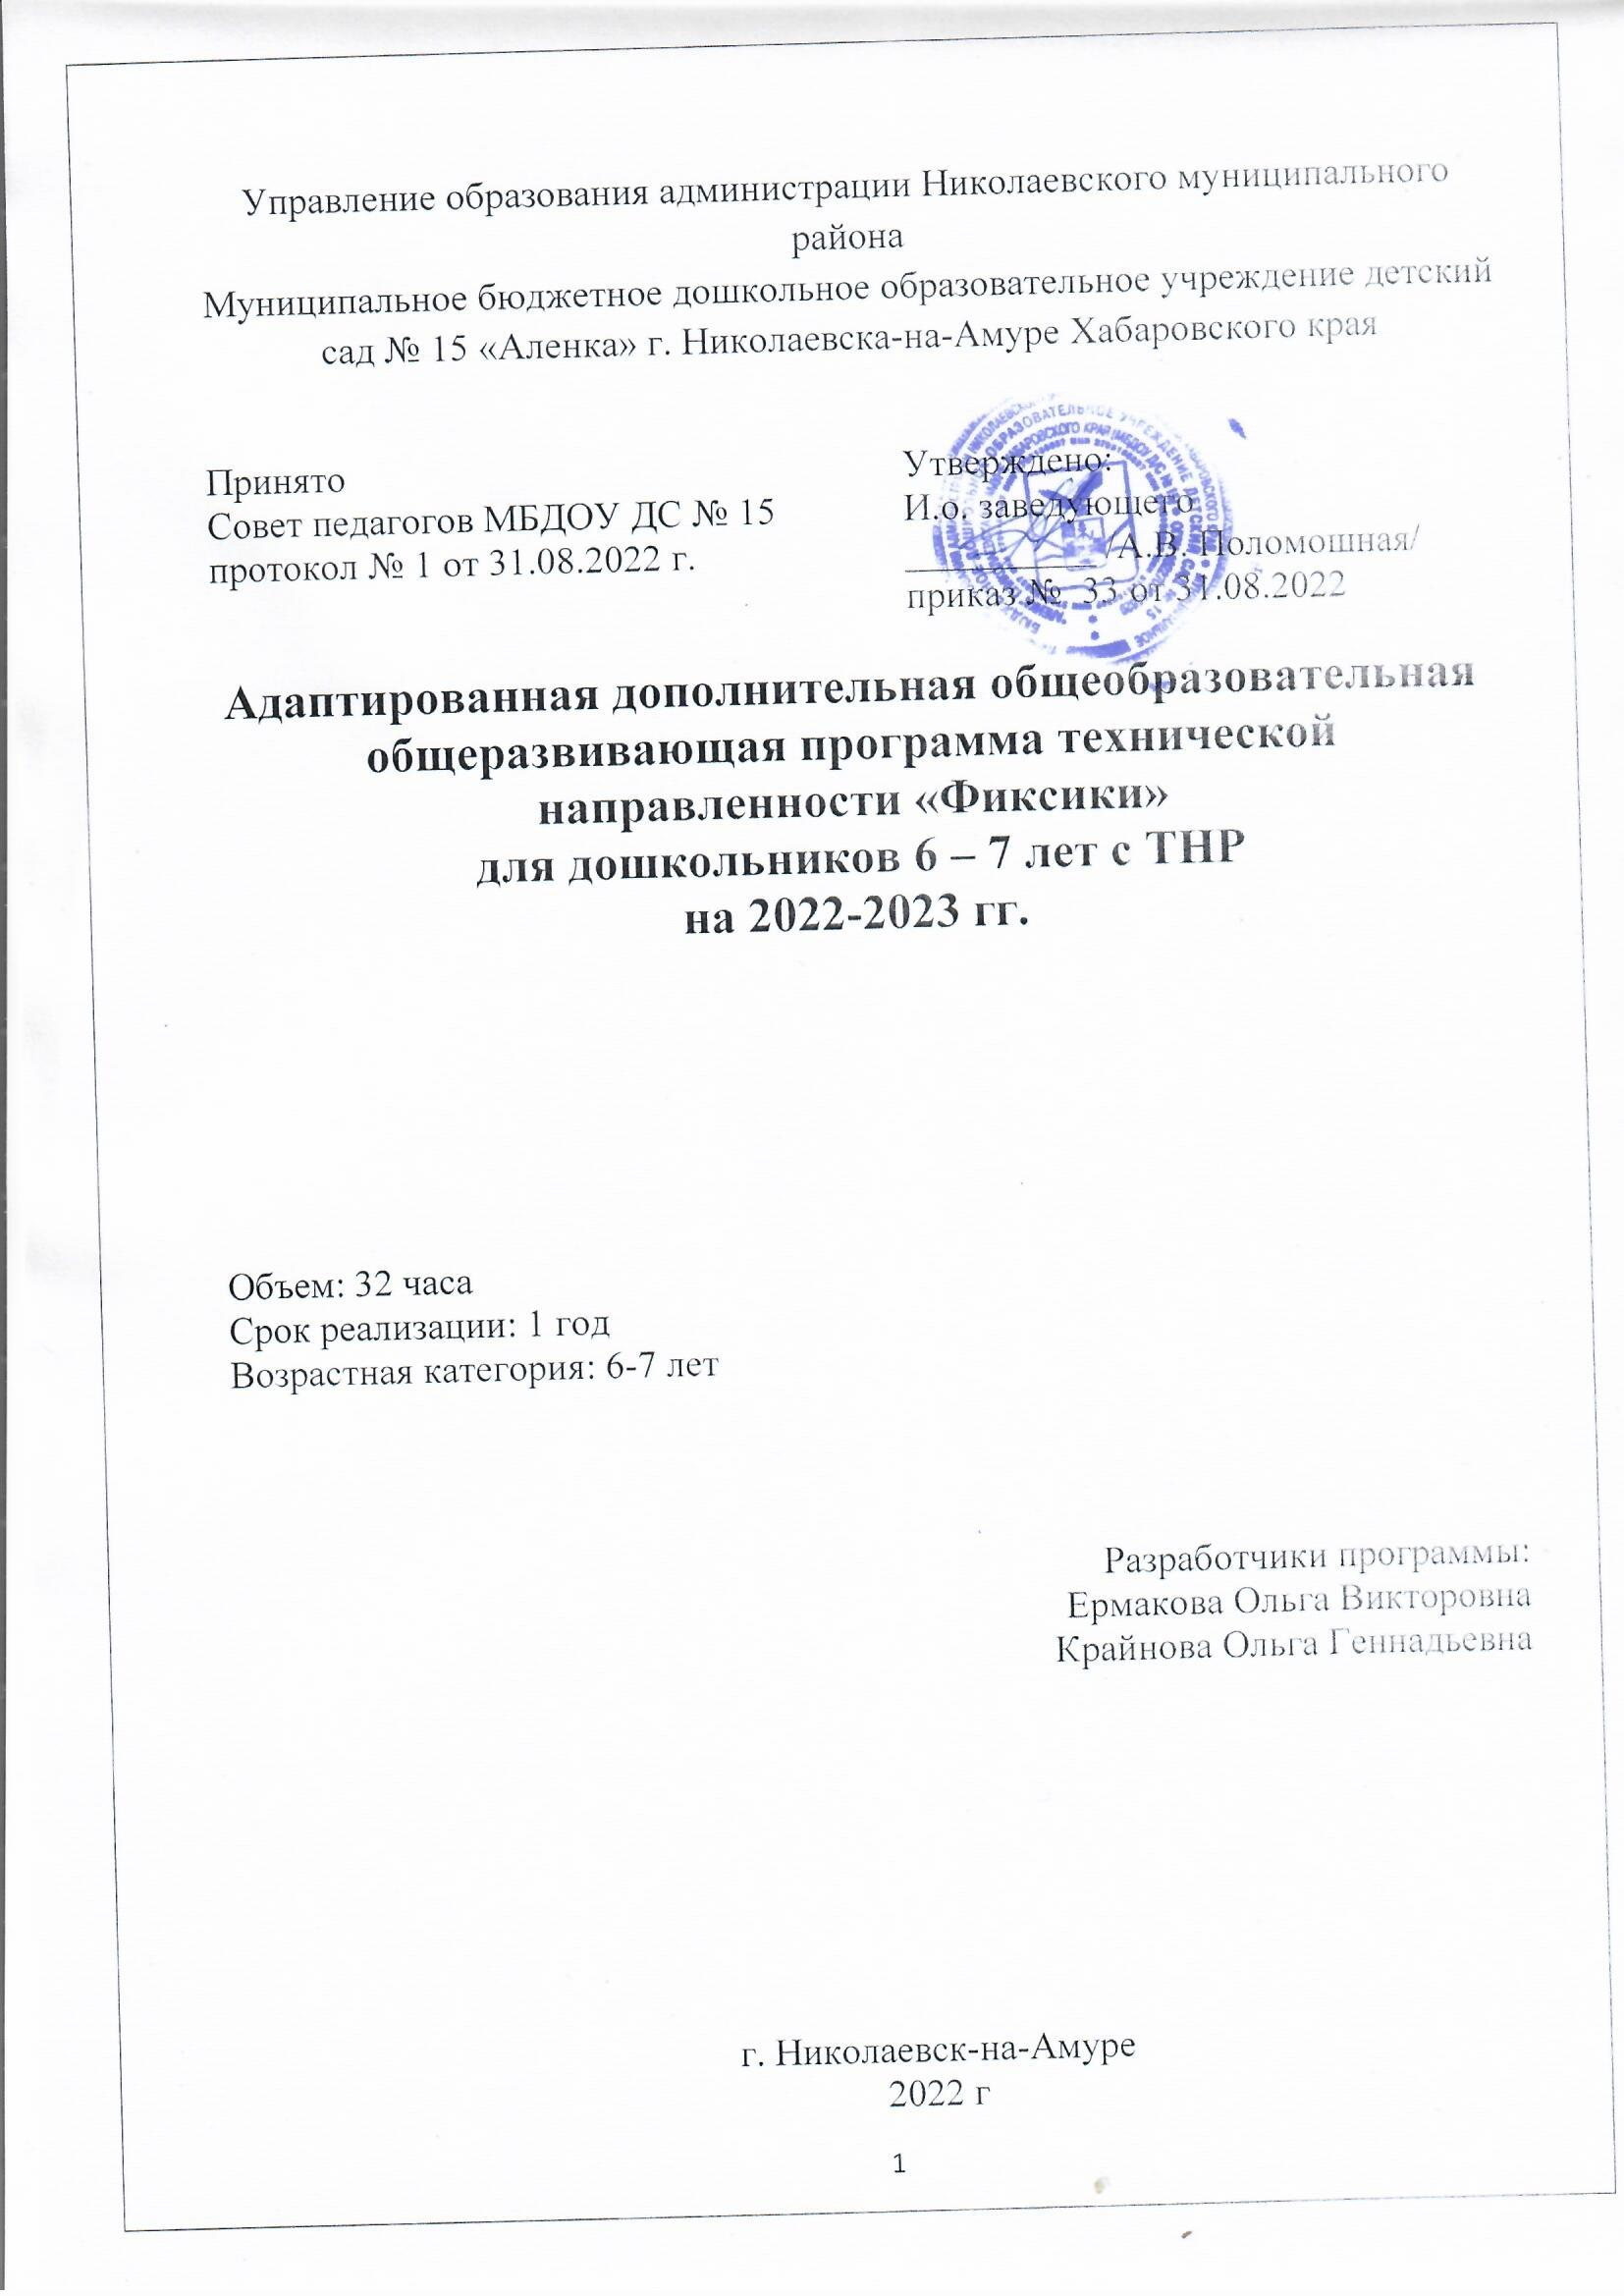 Управление образования администрации Николаевского муниципального
района
Муниципальное бюджетное дошкольное образовательное учреждение детский
сад № 15 «Аленка» г. Николаевска-на-Амуре Хабаровского края
Принято
Совет педагогов МБДОУ ДС № 15
протокол № 1 от 31.08.2022 г.
Утверждено:
И.о. заведующего
/А.В. Поломошная/
приказ № 33 от 31.08.2022
Адаптированная дополнительная общеобразовательная
общеразвивающая программа технической
направленности «Фиксики»
для дошкольников 6 – 7 лет с ТНР
на 2022-2023 гг.
Объем: 32 часа
Срок реализации: 1 год
Возрастная категория: 6-7 лет
Разработчики программы:
Ермакова Ольга Викторовна
Крайнова Ольга Геннадьевна
г. Николаевск-на-Амуре
2022 г
1